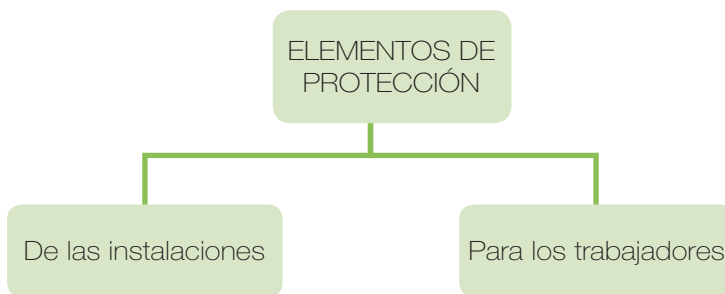 ELEMENTOS DE
PROTECCIÓN
De las instalaciones
Para los trabajadores